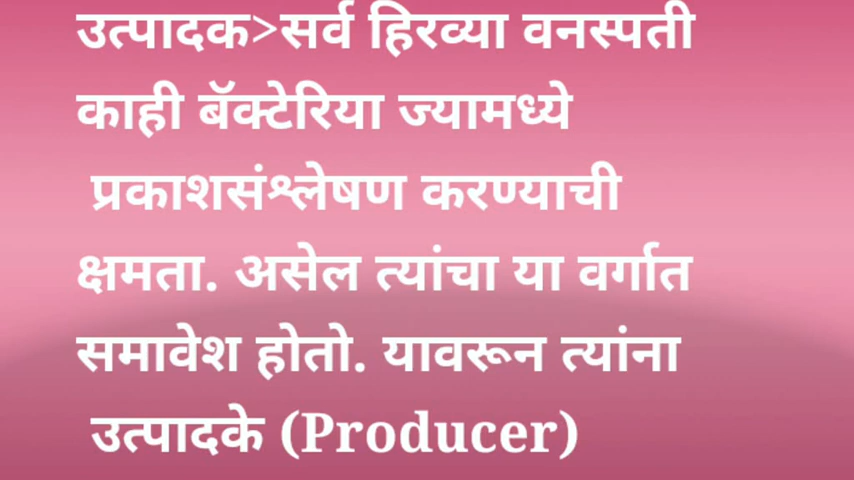 उत्पादक>सर्व हिरव्या वनस्पती
काही बॅक्टेरिया ज्यामध्ये
प्रकाशसंश्लेषण करण्याची
क्षमता. असेल त्यांचा या वर्गात
समावेश होतो. यावरून त्यांना
उत्पादके (Producer)